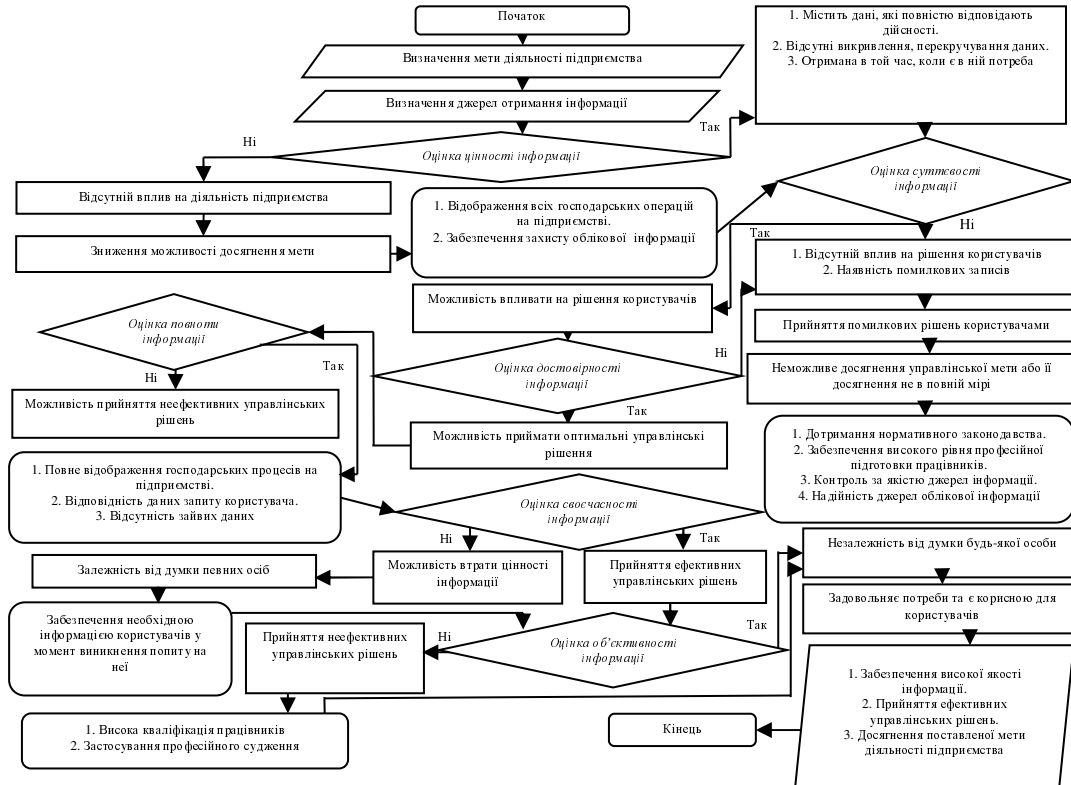 Початок
Визначення мети діяльності підприємства
Визначення джерел отримання інформації
Оцінка цінності інформації
Ні
Так
1. Містить дані, які повністю відповідають
дійсності.
2. Відсутні викривлення, перекручування даних.
3. Отримана в той час, коли є в ній потреба
Відсутній вплив на діяльність підприємства
Зниження можливості досягнення мети
1. Відображення всіх господарських операцій
на підприємстві.
2. Забезпечення захисту облікової інформації
Оцінка суттєвості
інформації
Так
Ні
1. Відсутній вплив на рішення користувачів
2. Наявність помилкових записів
Можливість впливати на рішення користувачів
Прийняття помилкових рішень користувачами
Оцінка повноти
інформації
Ні
Так
Оцінка достовірності
інформації
Ні
Так
Неможливе досягнення управлінської мети або її
досягнення не в повній мірі
Можливість прийняття неефективних управлінських
рішень
Можливість приймати оптимальні управлінські
рішення
1. Дотримання нормативного законодавства.
2. Забезпечення високого рівня професійної
підготовки працівників.
3. Контроль за якістю джерел інформації.
4. Надійність джерел облікової інформації
1. Повне відображення господарських процесів на
підприємстві.
2. Відповідність даних запиту користувача.
3. Відсутність зайвих даних
Оцінка своєчасності
інформації
Ні
Так
Незалежність від думки будь-якої особи
Залежність від думки певних осіб
Можливість втрати цінності
інформації
Прийняття ефективних
управлінських рішень
Задовольняє потреби та є корисною для
користувачів
Забезпечення необхідною
інформацією користувачів у
момент виникнення попиту на
неї
Прийняття неефективних
управлінських рішень
Ні
Оцінка об’єктивності
інформації
Так
1. Забезпечення високої якості
інформації.
2. Прийняття ефективних
управлінських рішень.
3. Досягнення поставленої мети
діяльності підприємства
1. Висока кваліфікація працівників
2. Застосування професійного судження
Кінець